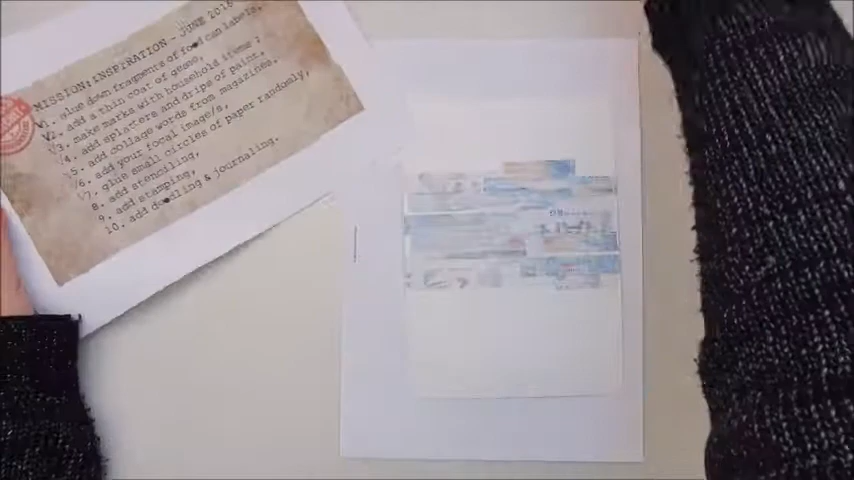 MISSION:INSPIRATION - JUNE 2016
1. glue down fragments of food can labels.
2. add a thin coat of gesso.
3. make marks with household items!
4. add splatters and drips of paint.
5. add collage words from magazines.
6. add your focal image/s.
7. glue small circles of paper randomly.
8. add stenciling.
9. add stamping.
10. add doodling & journaling.